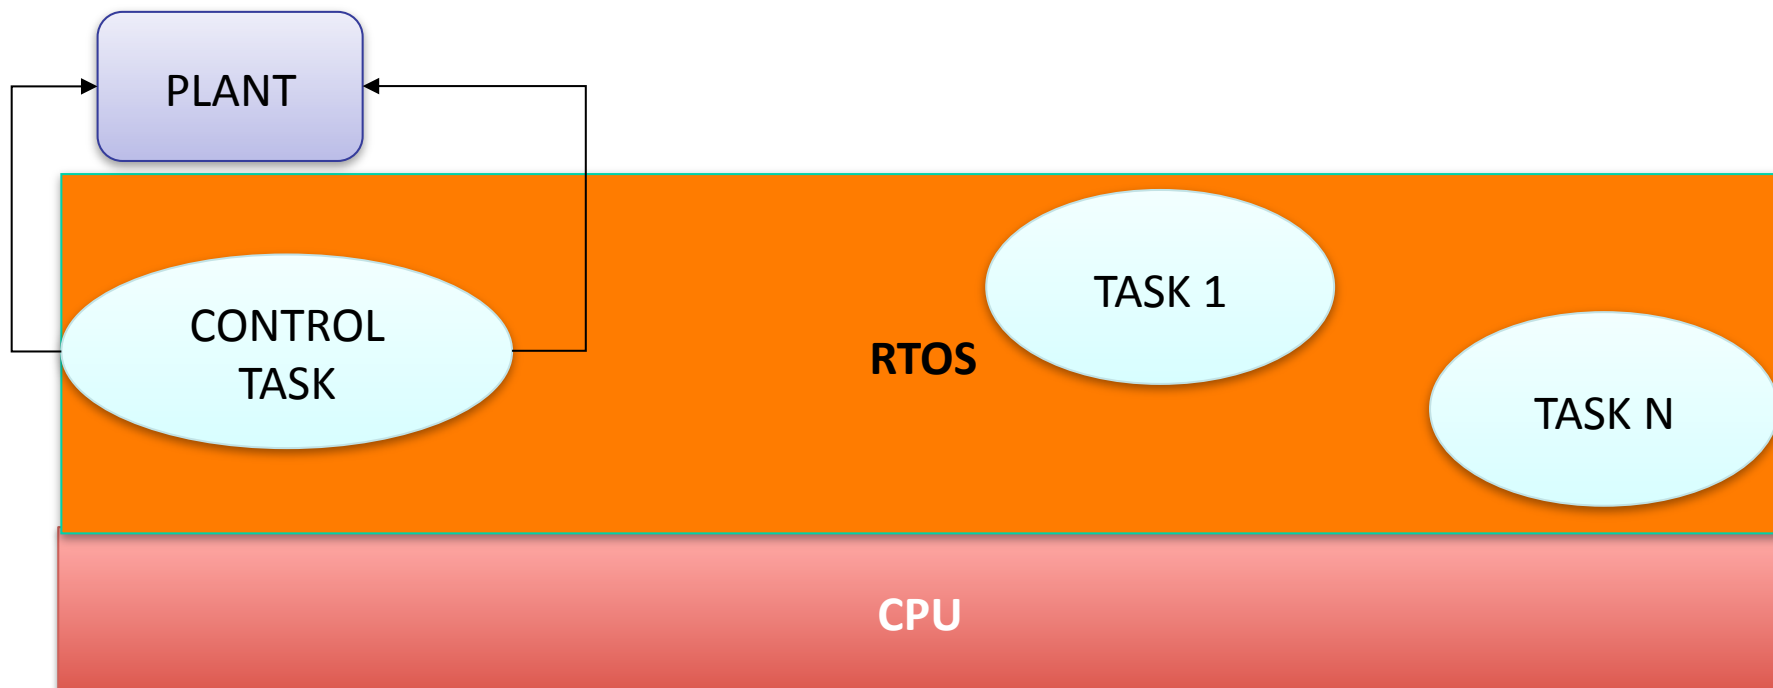 PLANT
CONTROL
TASK
RTOS
TASK 1
TASK N
CPU